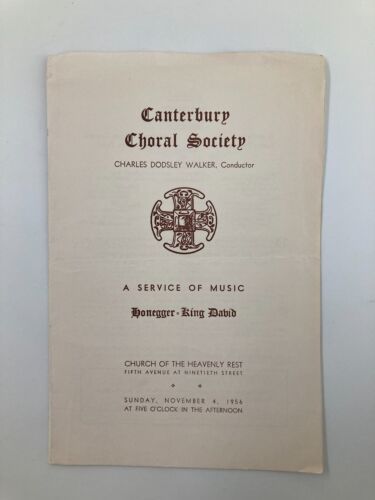 Canterbury
Choral Society
CHARLES DODSLEY WALKER, Conductor
A SERVICE OF MUSIC
Honegger - King David
CHURCH OF THE HEAVENLY REST
FIFTH AVENUE AT NINETIETH STREET
SUNDAY, NOVEMBER 4, 1956
AT FIVE O'CLOCK IN THE AFTERNOON